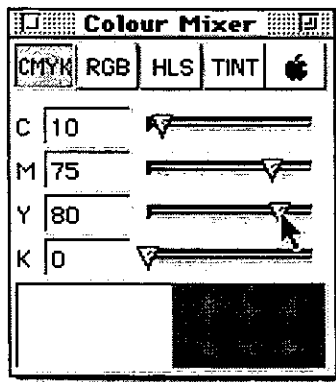 Colour Mixer
CMYK RGB HLS TINT
C 10
M 75
Y 80
K 0